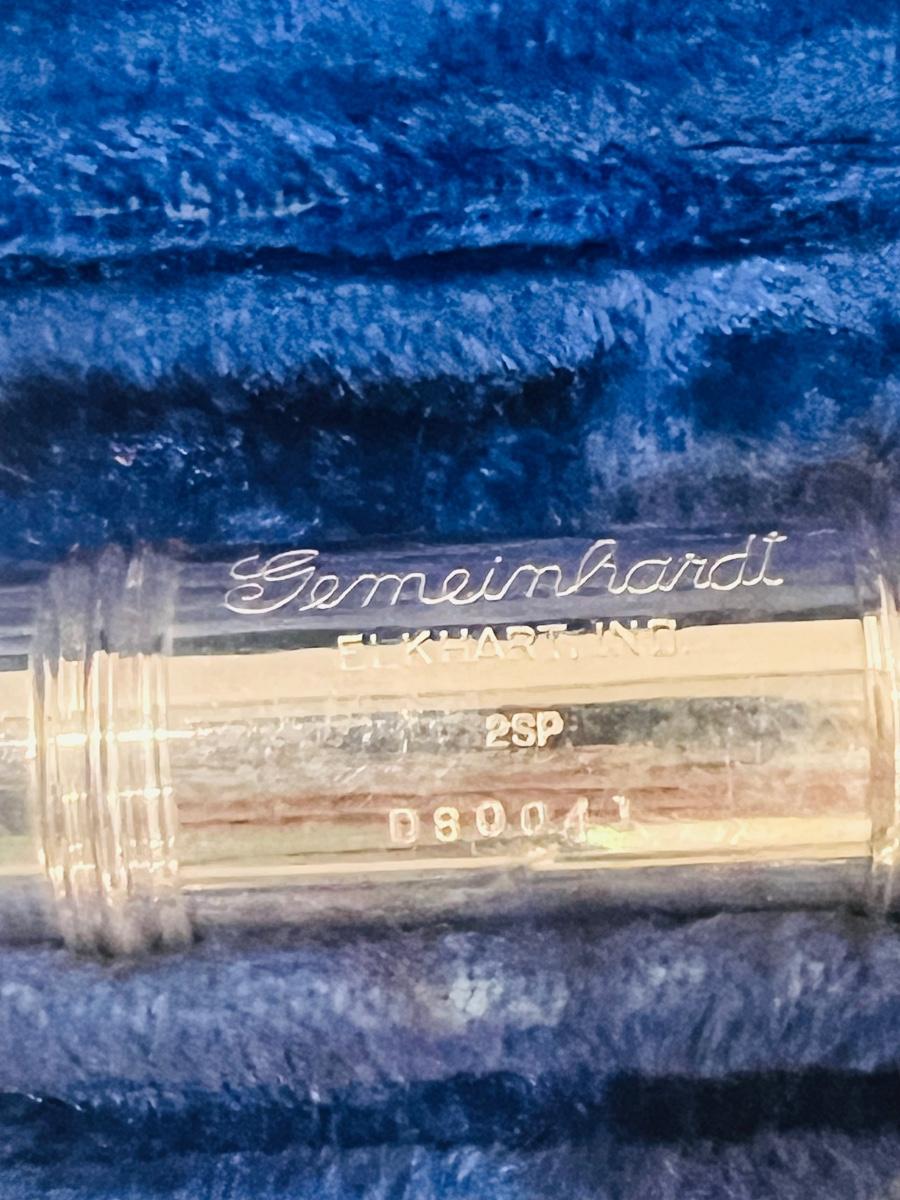 Gemeinhardt
ELKHART, IND.
2SP
D80041